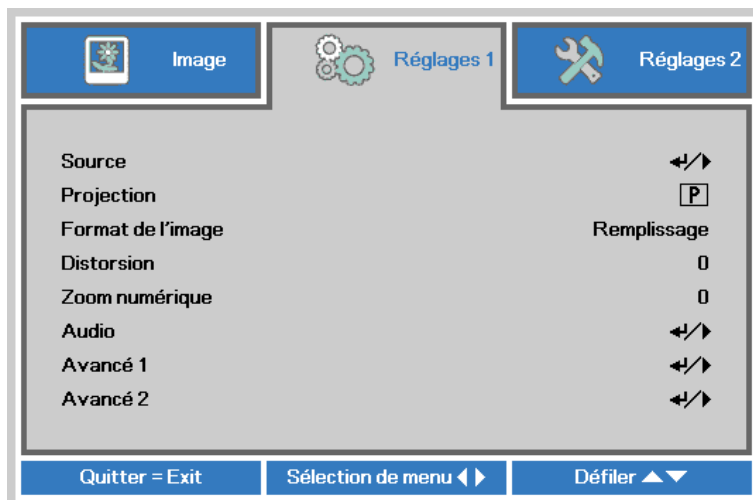 Image Réglages 1 Réglages 2
Source ↵/▶
Projection P
Format de l'image Remplissage
Distorsion 0
Zoom numérique 0
Audio ↵/▶
Avancé 1 ↵/▶
Avancé 2 ↵/▶
Quitter = Exit Sélection de menu ◀▶ Défiler ▲▼